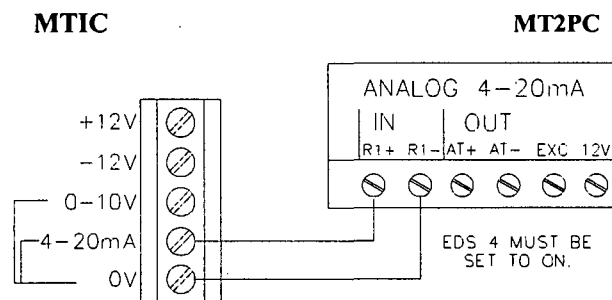 MTIC
MT2PC
ANALOG 4-20mA
IN OUT
R1+ R1- AT+ AT- EXC 12V
+12V
-12V
0-10V
4-20mA
0V
EDS 4 MUST BE
SET TO ON.